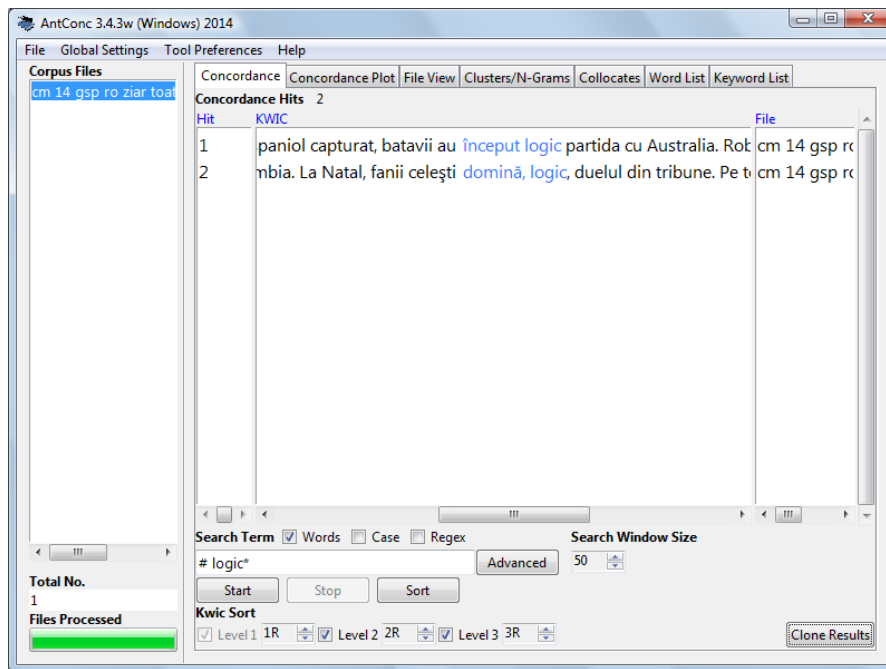 AntConc 3.4.3w (Windows) 2014
File Global Settings Tool Preferences Help
Corpus Files
cm 14 gsp ro ziar toat
Total No.
1
Files Processed
Concordance Concordance Plot File View Clusters/N-Grams Collocates Word List Keyword List
Concordance Hits 2
Hit KWIC File
1 paniol capturat, batavii au început logic partida cu Australia. Rob cm 14 gsp ro
2 mbia. La Natal, fanii celeşti domină, logic, duelul din tribune. Pe t cm 14 gsp ro
Search Term Words Case Regex Search Window Size
# logic* Advanced 50
Start Stop Sort
Kwic Sort
Level 1 1R Level 2 2R Level 3 3R Clone Results